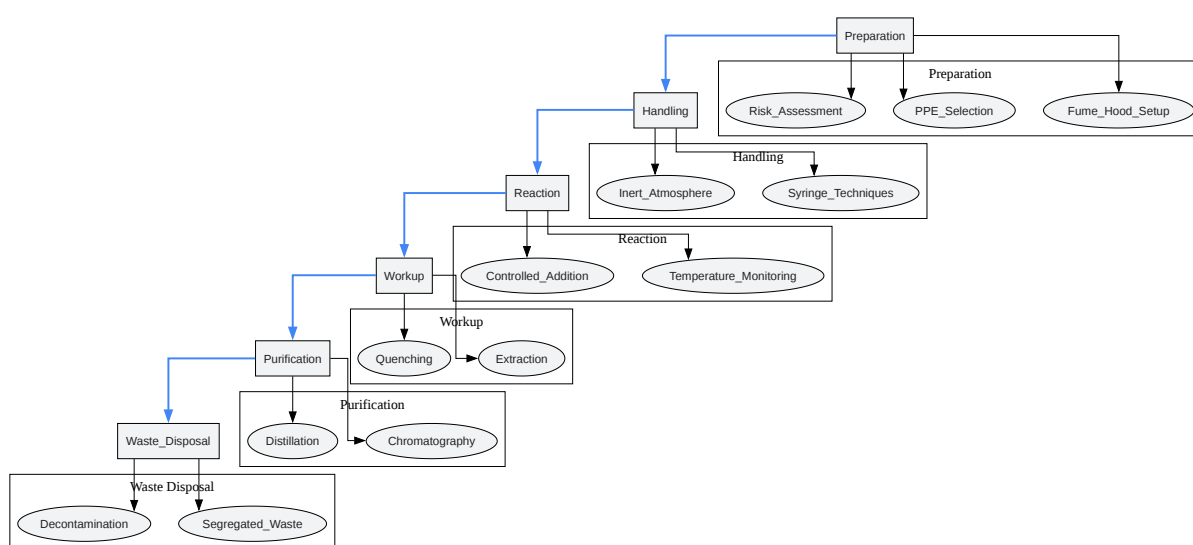 Preparation
Preparation
Risk_Assessment
PPE_Selection
Fume_Hood_Setup
Handling
Handling
Inert_Atmosphere
Syringe_Techniques
Reaction
Reaction
Controlled_Addition
Temperature_Monitoring
Workup
Workup
Quenching
Extraction
Purification
Purification
Distillation
Chromatography
Waste_Disposal
Waste Disposal
Decontamination
Segregated_Waste